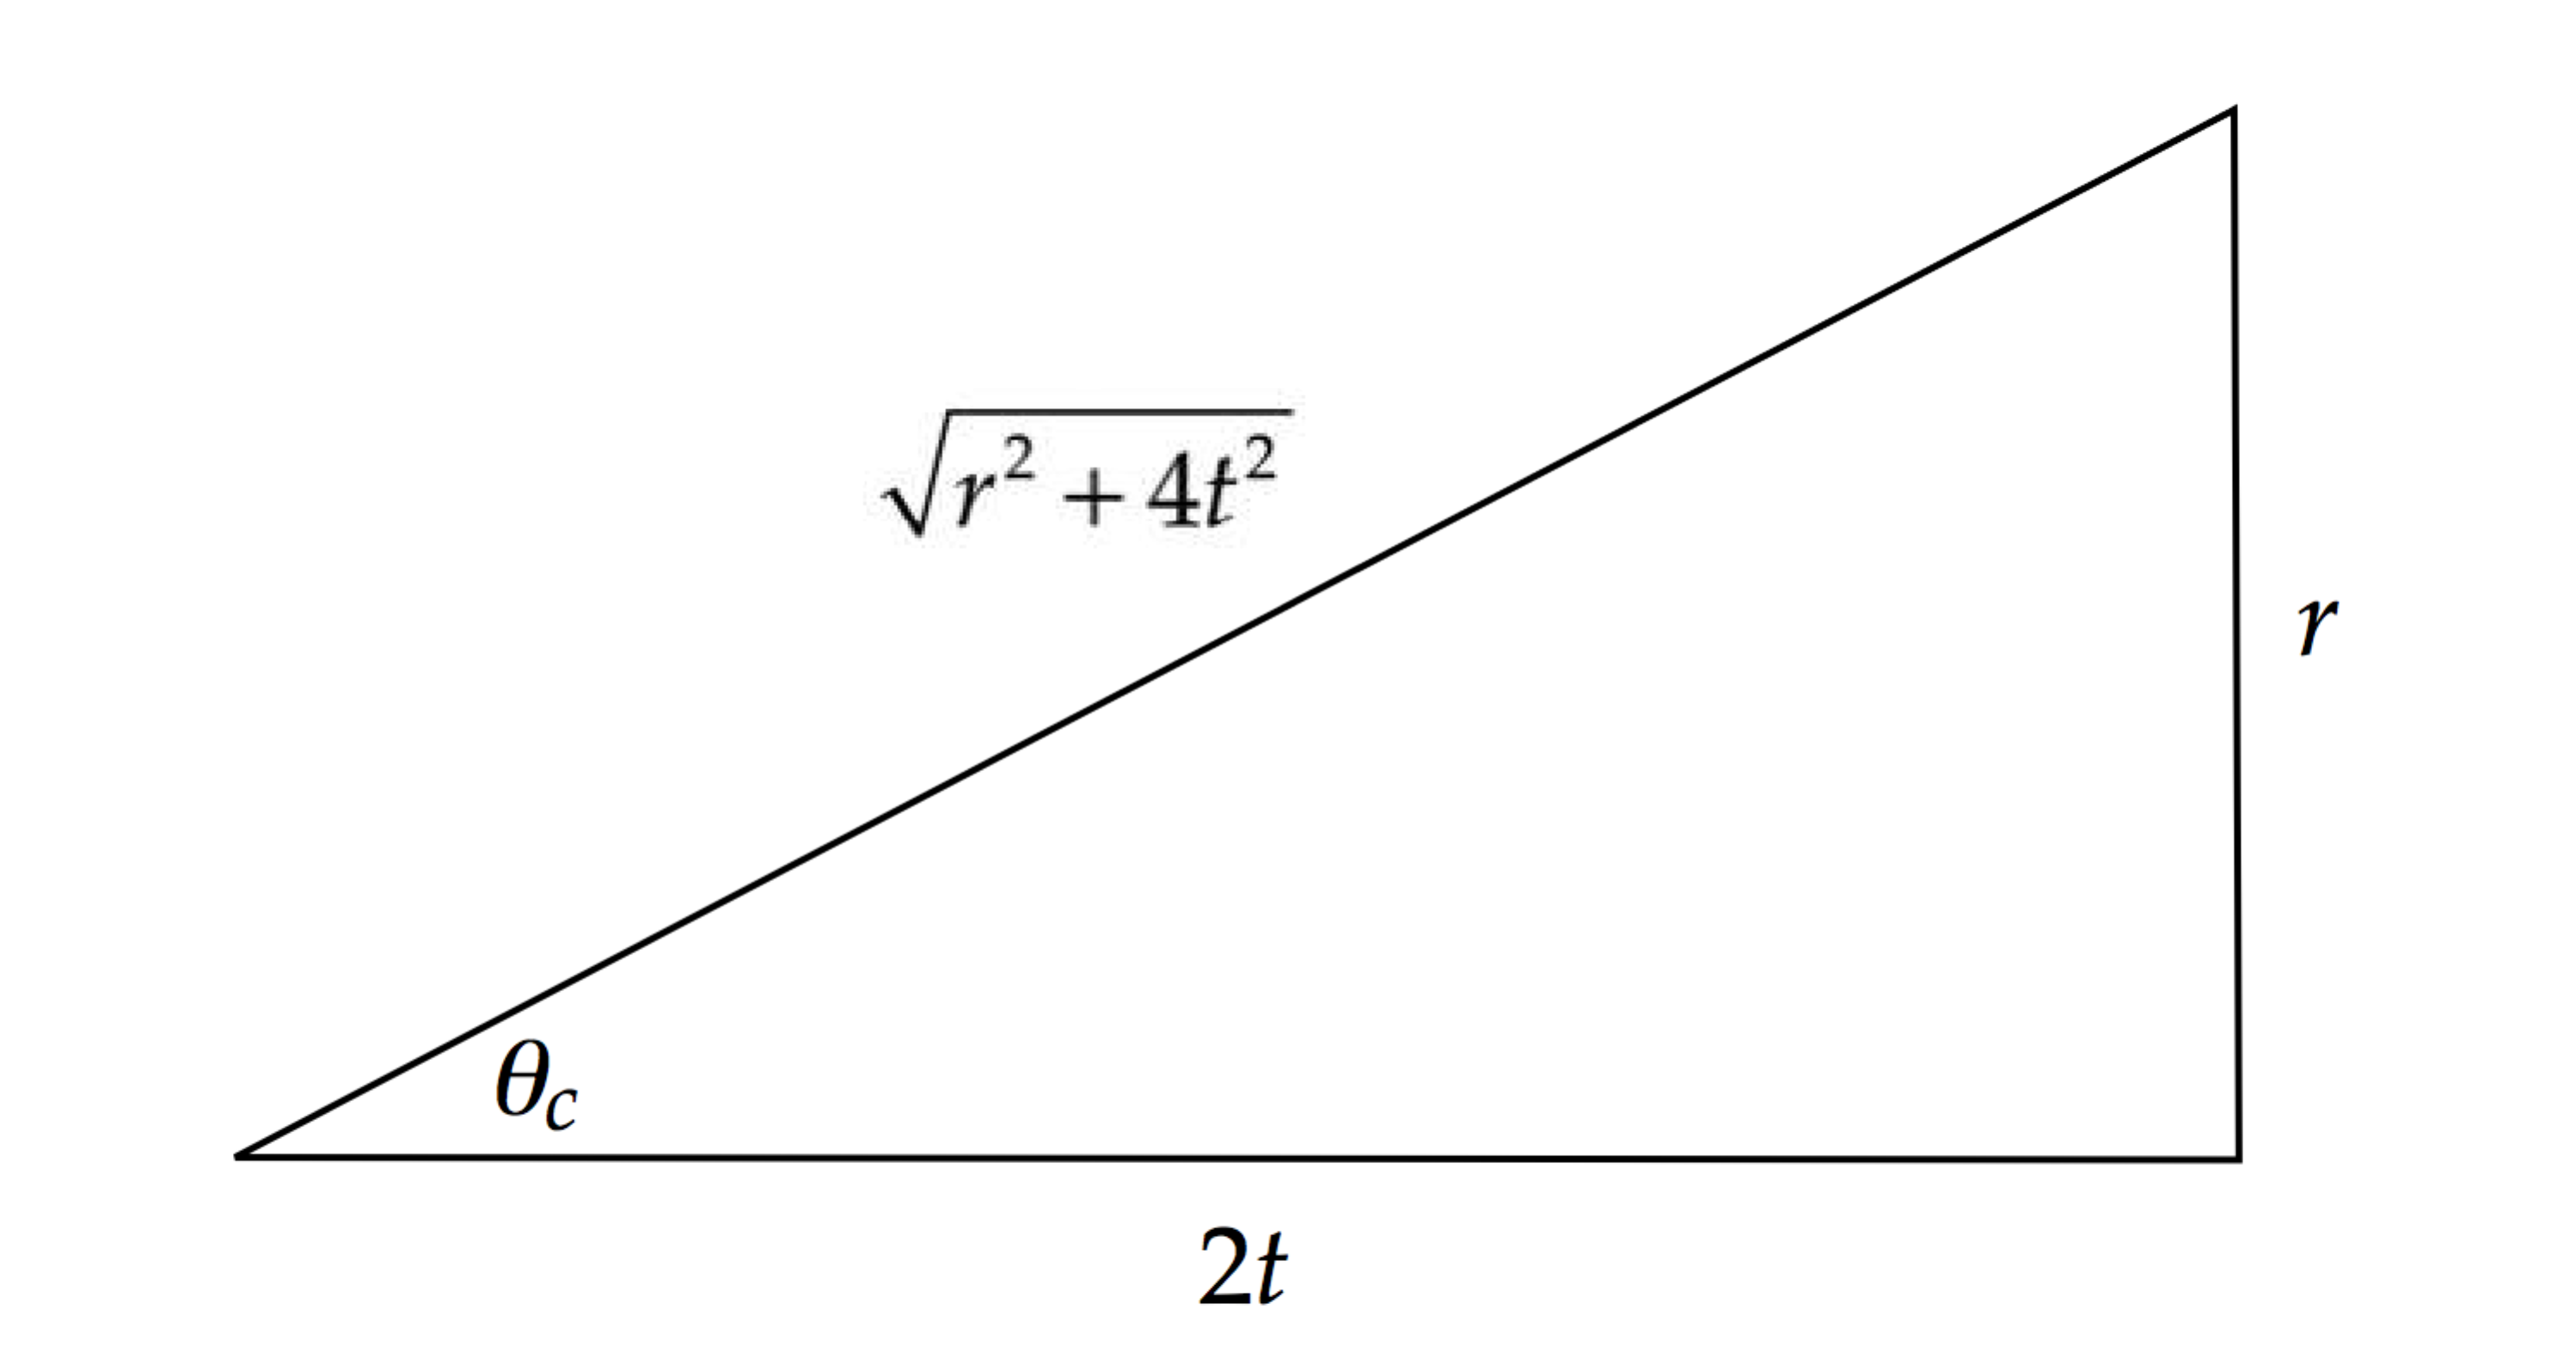 √r² + 4t²
r
θc
2t